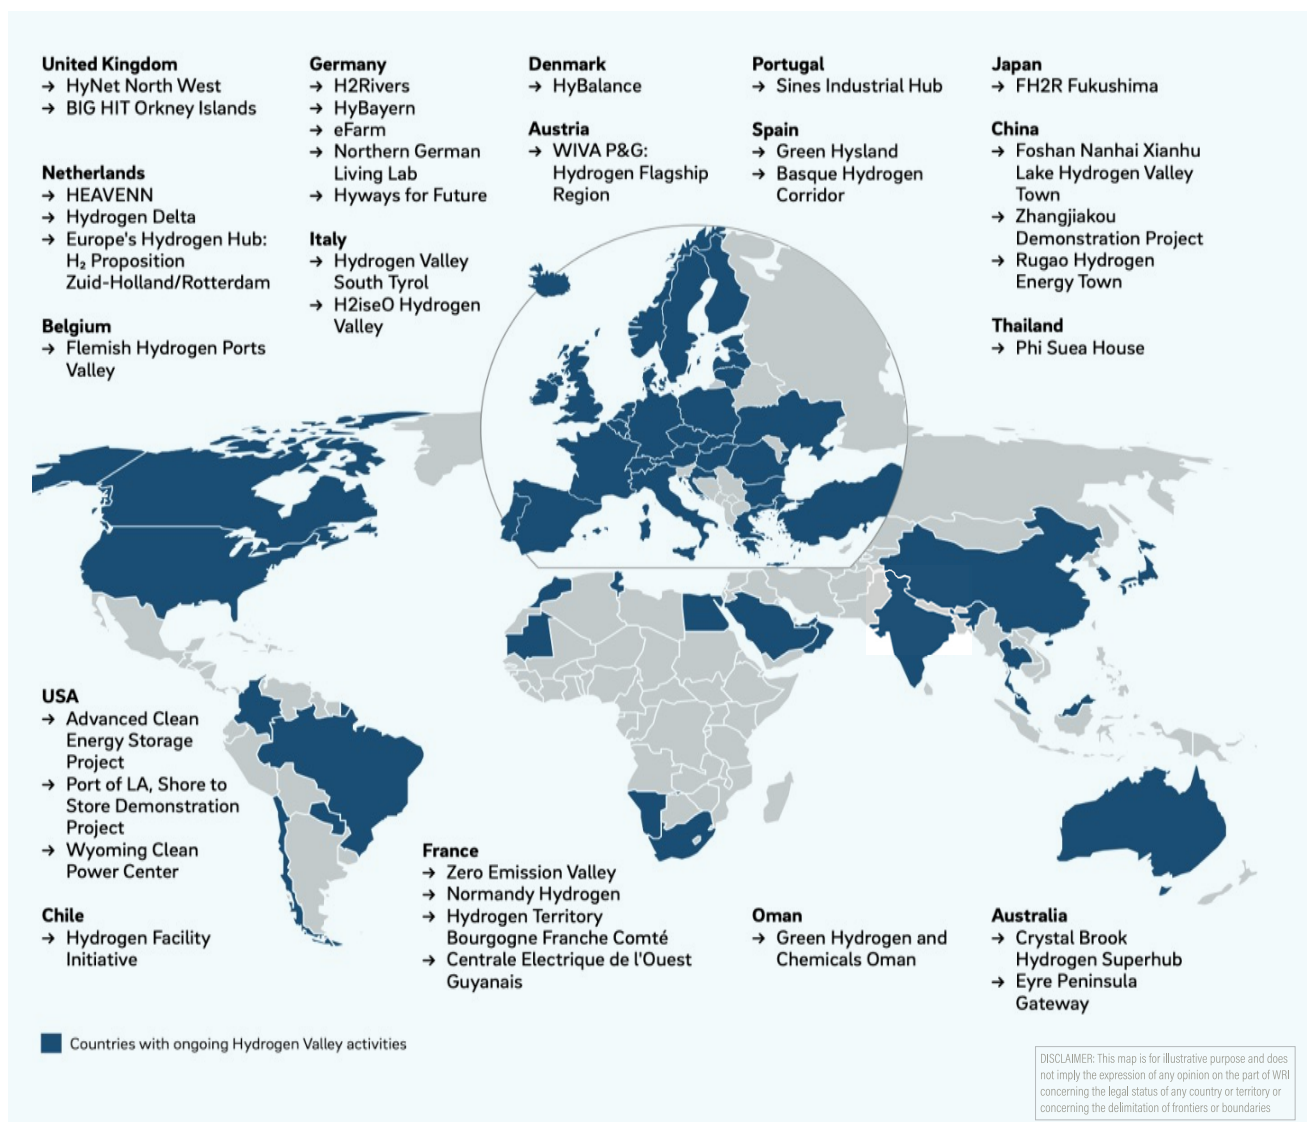 United Kingdom
→ HyNet North West
→ BIG HIT Orkney Islands
Netherlands
→ HEAVENN
→ Hydrogen Delta
→ Europe's Hydrogen Hub:
H₂ Proposition
Zuid-Holland/Rotterdam
Belgium
→ Flemish Hydrogen Ports
Valley
Germany
→ H2Rivers
→ HyBayern
→ eFarm
→ Northern German
Living Lab
→ Hyways for Future
Italy
→ Hydrogen Valley
South Tyrol
→ H2iseO Hydrogen
Valley
Denmark
→ HyBalance
Austria
→ WIVA P&G:
Hydrogen Flagship
Region
Portugal
→ Sines Industrial Hub
Spain
→ Green Hysland
→ Basque Hydrogen
Corridor
Japan
→ FH2R Fukushima
China
→ Foshan Nanhai Xianhu
Lake Hydrogen Valley
Town
→ Zhangjiakou
Demonstration Project
→ Rugao Hydrogen
Energy Town
Thailand
→ Phi Suea House
USA
→ Advanced Clean
Energy Storage
Project
→ Port of LA, Shore to
Store Demonstration
Project
→ Wyoming Clean
Power Center
Chile
→ Hydrogen Facility
Initiative
France
→ Zero Emission Valley
→ Normandy Hydrogen
→ Hydrogen Territory
Bourgogne Franche Comté
→ Centrale Electrique de l'Ouest
Guyanais
Oman
→ Green Hydrogen and
Chemicals Oman
Australia
→ Crystal Brook
Hydrogen Superhub
→ Eyre Peninsula
Gateway
Countries with ongoing Hydrogen Valley activities
DISCLAIMER: This map is for illustrative purpose and does
not imply the expression of any opinion on the part of WRI
concerning the legal status of any country or territory or
concerning the delimitation of frontiers or boundaries